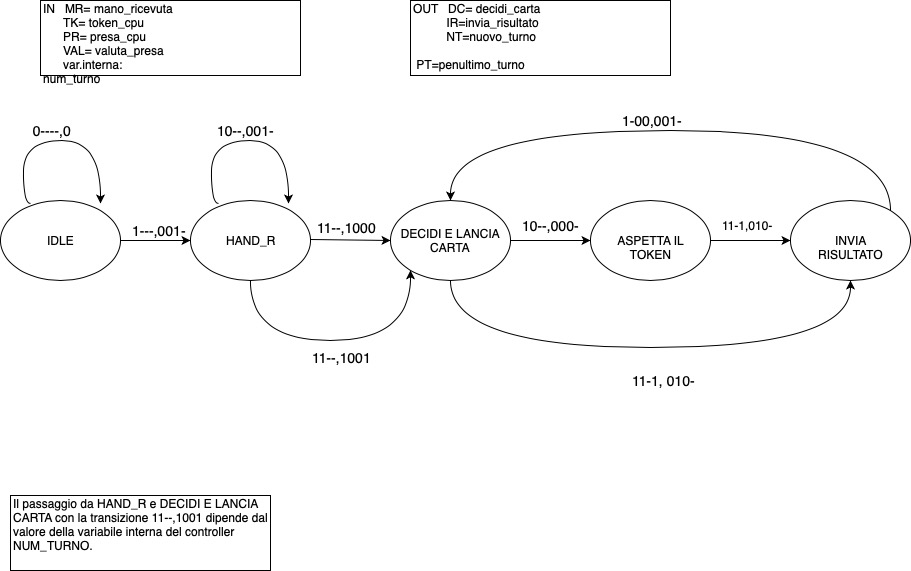 IN MR= mano_ricevuta
TK= token_cpu
PR= presa_cpu
VAL= valuta_presa
var.interna:
num_turno
OUT DC= decidi_carta
IR=invia_risultato
NT=nuovo_turno
PT=penultimo_turno
0----,0
10--,001-
1-00,001-
IDLE
1---,001-
HAND_R
11--,1000
DECIDI E LANCIA
CARTA
10--,000-
ASPETTA IL
TOKEN
11-1,010-
INVIA
RISULTATO
11--,1001
11-1, 010-
Il passaggio da HAND_R e DECIDI E LANCIA
CARTA con la transizione 11--,1001 dipende dal
valore della variabile interna del controller
NUM_TURNO.